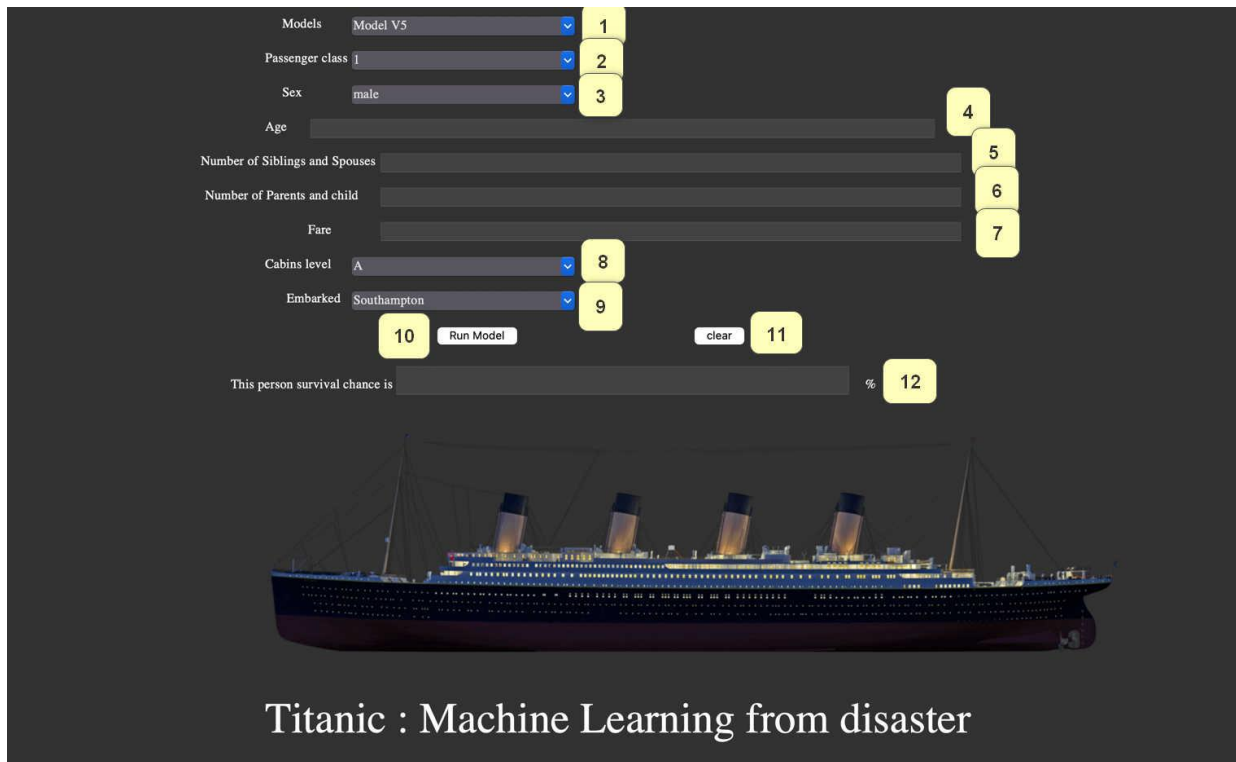 Models Model V5 1
Passenger class 1 2
Sex male 3
Age 4
Number of Siblings and Spouses 5
Number of Parents and child 6
Fare 7
Cabins level A 8
Embarked Southampton 9
10 Run Model clear 11
This person survival chance is % 12
Titanic : Machine Learning from disaster